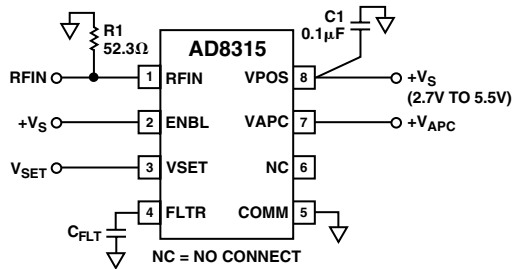 C1
0.1µF
R1
52.3Ω
AD8315
RFIN
1
RFIN
VPOS
8
+VS
(2.7V TO 5.5V)
+VS
2
ENBL
VAPC
7
+VAPC
VSET
3
VSET
NC
6
CFLT
4
FLTR
COMM
5
NC = NO CONNECT